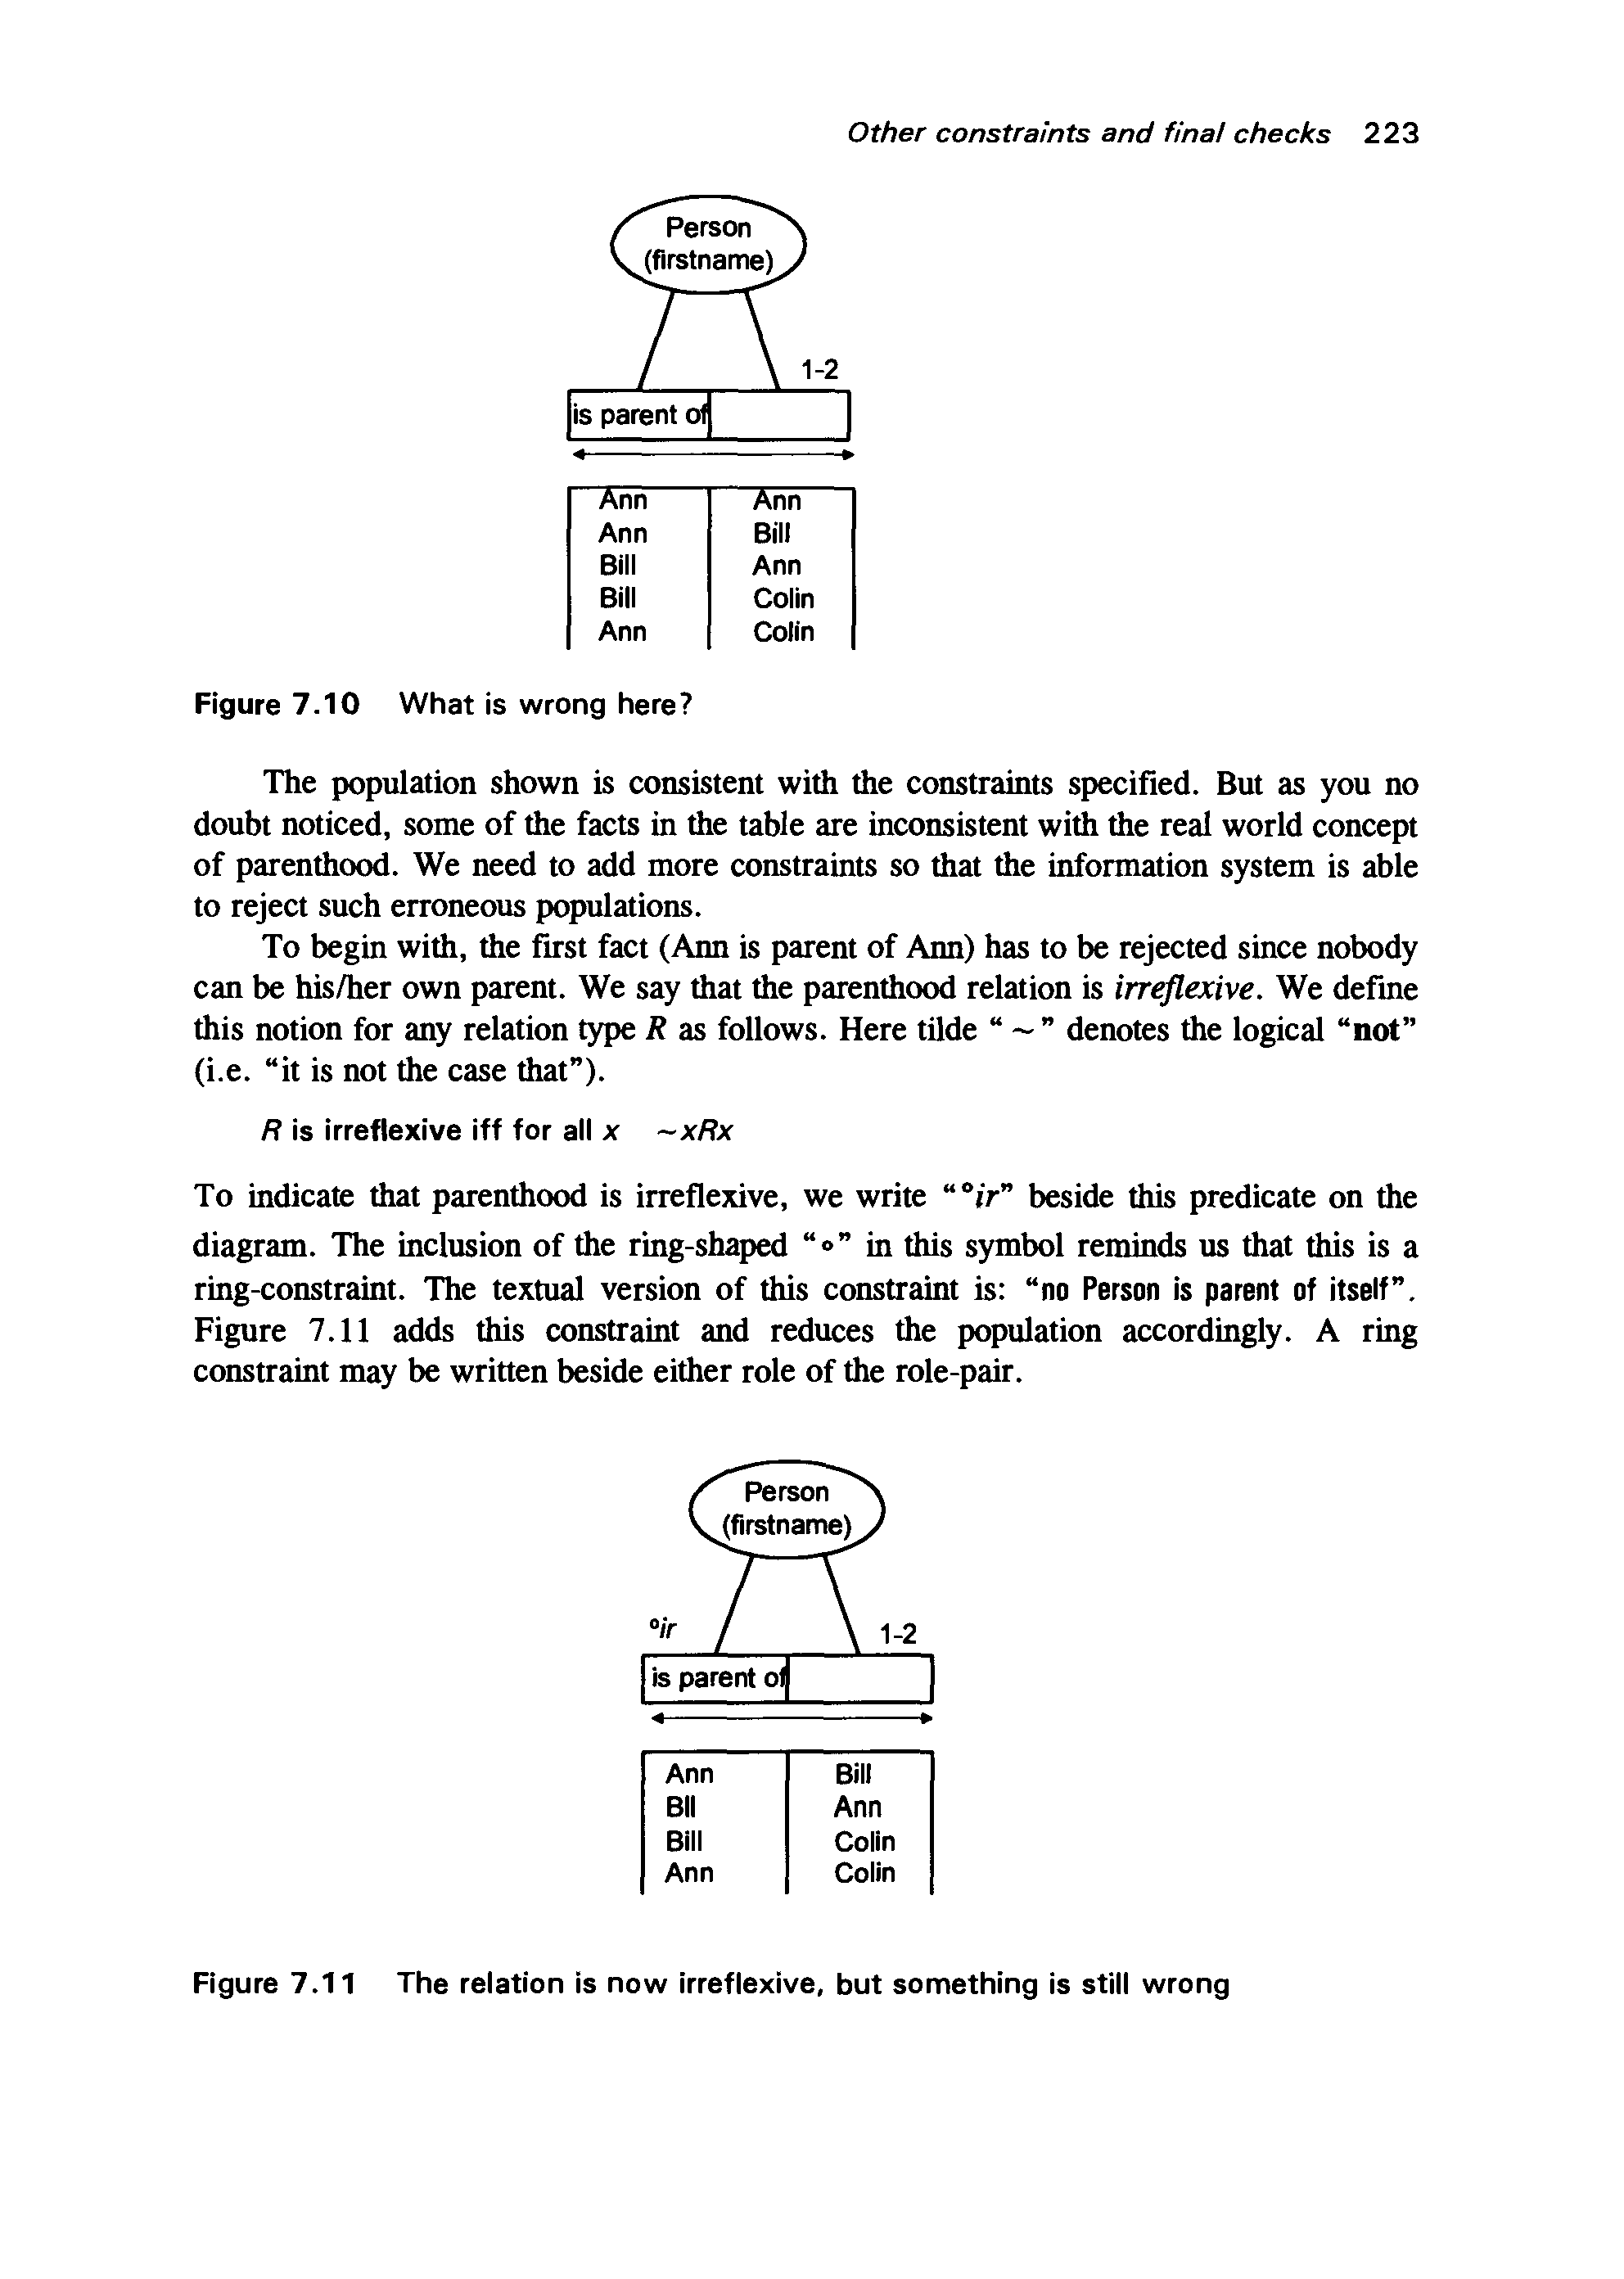 Other constraints and final checks 223
Person
(firstname)
1-2
is parent of
Ann Ann
Ann Bill
Bill Ann
Bill Colin
Ann Colin
Figure 7.10 What is wrong here?
The population shown is consistent with the constraints specified. But as you no
doubt noticed, some of the facts in the table are inconsistent with the real world concept
of parenthood. We need to add more constraints so that the information system is able
to reject such erroneous populations.
To begin with, the first fact (Ann is parent of Ann) has to be rejected since nobody
can be his/her own parent. We say that the parenthood relation is irreflexive. We define
this notion for any relation type R as follows. Here tilde “ ~ ” denotes the logical “not”
(i.e. “it is not the case that”).
R is irreflexive iff for all x ~xRx
To indicate that parenthood is irreflexive, we write “°ir” beside this predicate on the
diagram. The inclusion of the ring-shaped “∘” in this symbol reminds us that this is a
ring-constraint. The textual version of this constraint is: “no Person is parent of itself”.
Figure 7.11 adds this constraint and reduces the population accordingly. A ring
constraint may be written beside either role of the role-pair.
Person
(firstname)
°ir 1-2
is parent of
Ann Bill
Bll Ann
Bill Colin
Ann Colin
Figure 7.11 The relation is now irreflexive, but something is still wrong